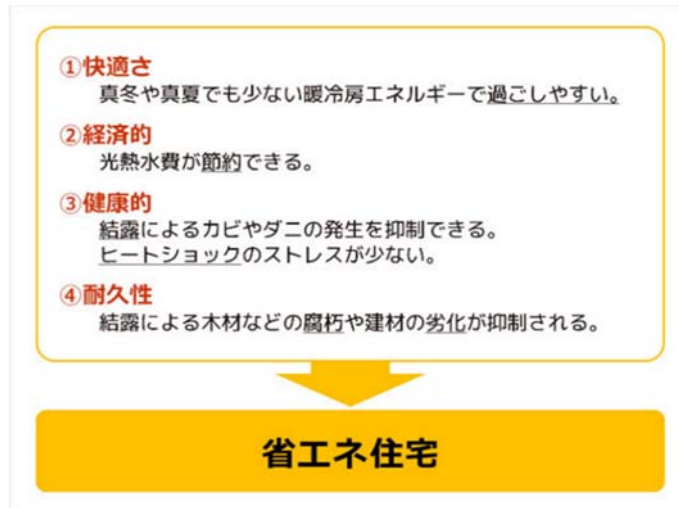 ①快適さ
真冬や真夏でも少ない暖冷房エネルギーで過ごしやすい。
②経済的
光熱水費が節約できる。
③健康的
結露によるカビやダニの発生を抑制できる。
ヒートショックのストレスが少ない。
④耐久性
結露による木材などの腐朽や建材の劣化が抑制される。
省エネ住宅